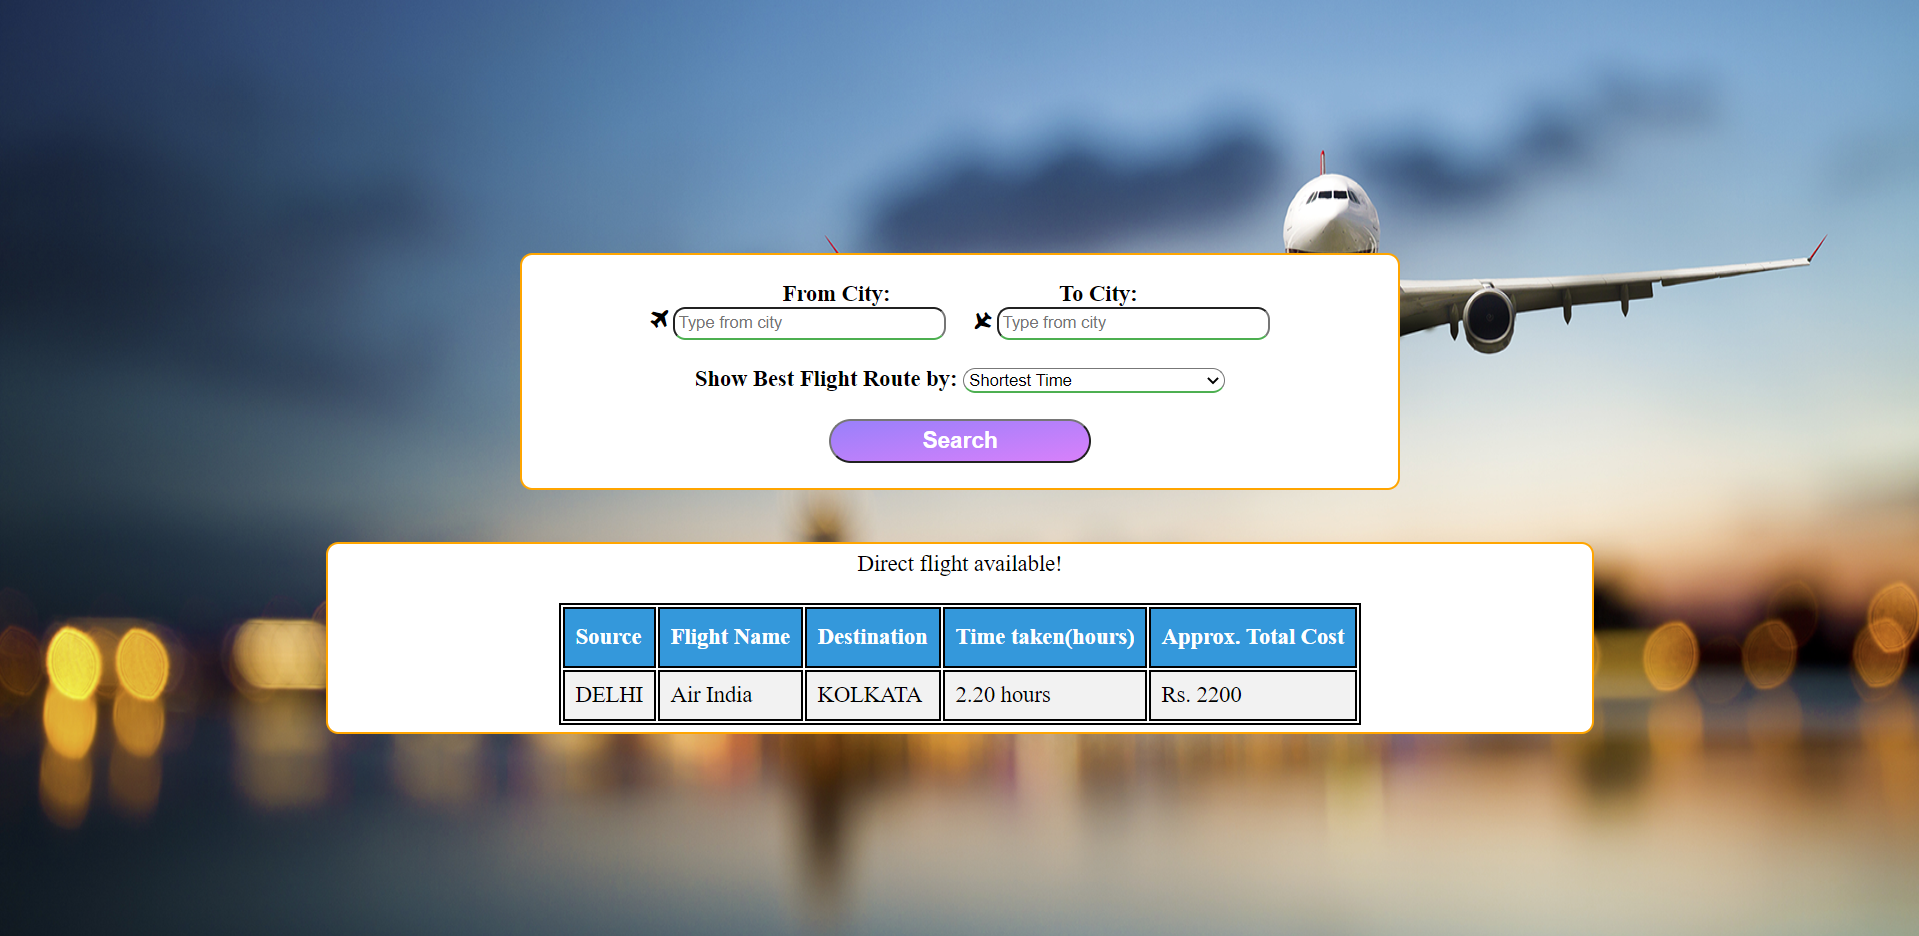 From City: To City:
Type from city Type from city
Show Best Flight Route by: Shortest Time
Search
Direct flight available!
Source Flight Name Destination Time taken(hours) Approx. Total Cost
DELHI Air India KOLKATA 2.20 hours Rs. 2200